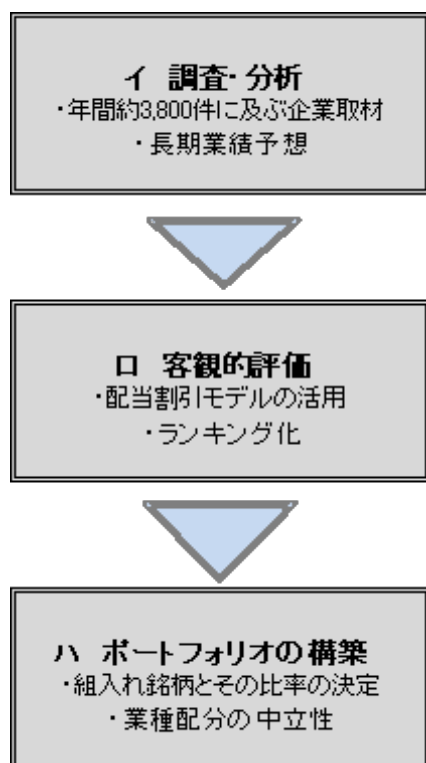 イ 調査・分析
・年間約3,800件に及ぶ企業取材
・長期業績予想
ロ 客観的評価
・配当割引モデルの活用
・ランキング化
ハ ポートフォリオの構築
・組入れ銘柄とその比率の決定
・業種配分の中立性